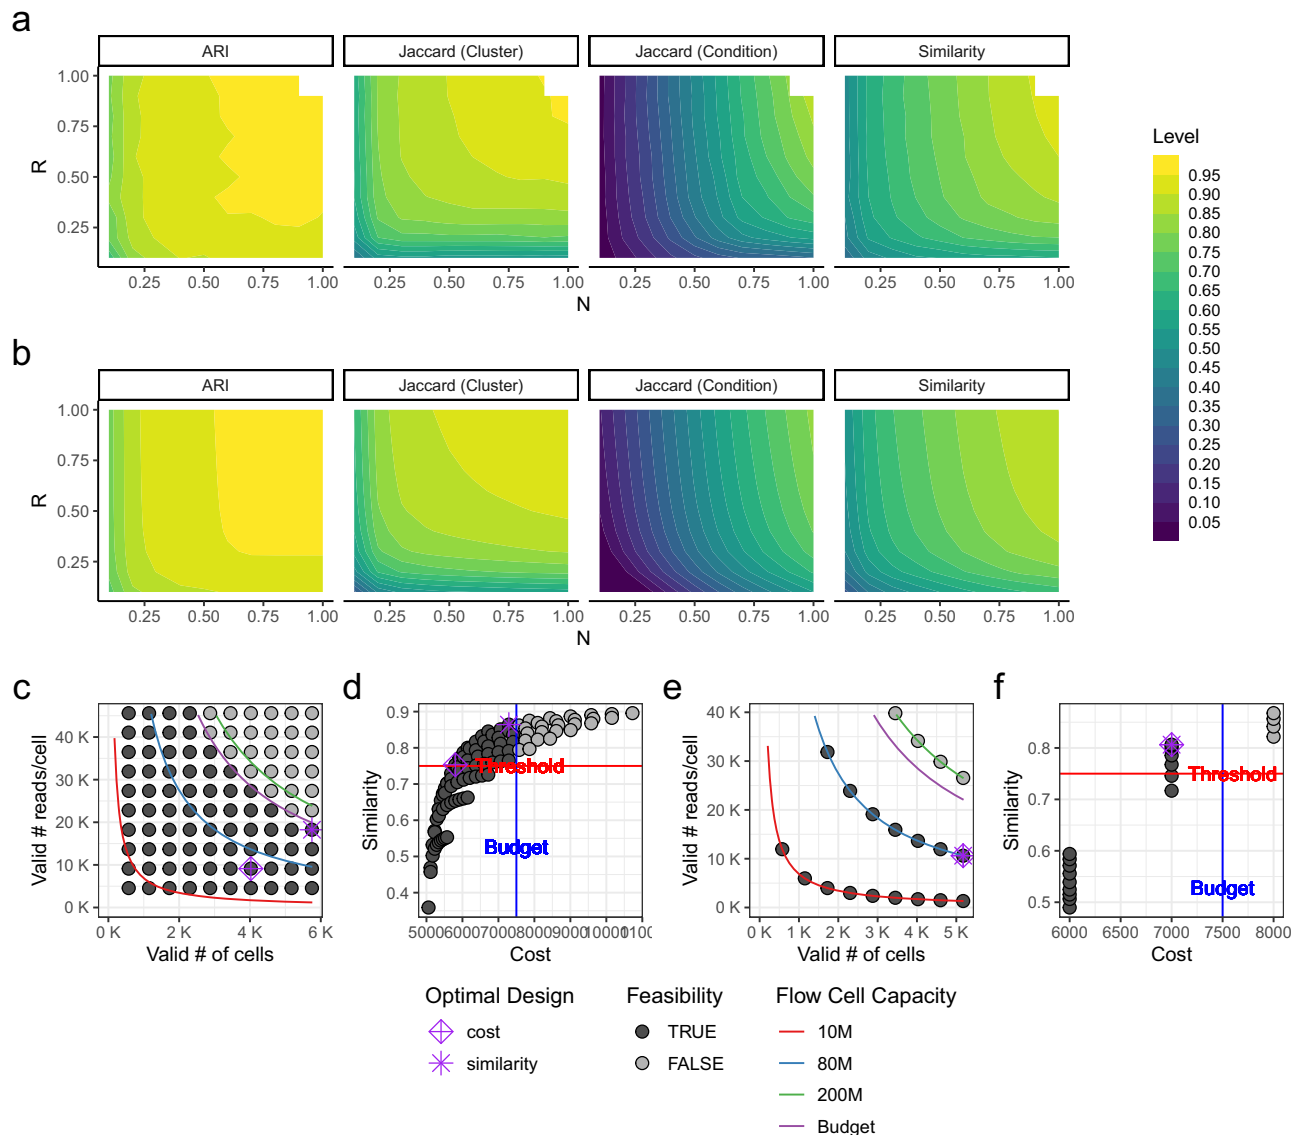 a
ARI
Jaccard (Cluster)
Jaccard (Condition)
Similarity
1.00
0.75
0.50
0.25
R
0.25 0.50 0.75 1.00 0.25 0.50 0.75 1.00 0.25 0.50 0.75 1.00 0.25 0.50 0.75 1.00
N
Level
0.95
0.90
0.85
0.80
0.75
0.70
0.65
0.60
0.55
0.50
0.45
0.40
0.35
0.30
0.25
0.20
0.15
0.10
0.05
b
ARI
Jaccard (Cluster)
Jaccard (Condition)
Similarity
1.00
0.75
0.50
0.25
R
0.25 0.50 0.75 1.00 0.25 0.50 0.75 1.00 0.25 0.50 0.75 1.00 0.25 0.50 0.75 1.00
N
c
Valid # reads/cell
40 K
30 K
20 K
10 K
0 K
0 K 2 K 4 K 6 K
Valid # of cells
d
Similarity
0.9
0.8
0.7
0.6
0.5
0.4
Threshold
Budget
5000 6000 7000 8000 9000 10000 1100
Cost
e
Valid # reads/cell
40 K
30 K
20 K
10 K
0 K
0 K 1 K 2 K 3 K 4 K 5 K
Valid # of cells
f
Similarity
0.8
0.7
0.6
0.5
Threshold
Budget
6000 6500 7000 7500 8000
Cost
Optimal Design
cost
similarity
Feasibility
TRUE
FALSE
Flow Cell Capacity
10M
80M
200M
Budget